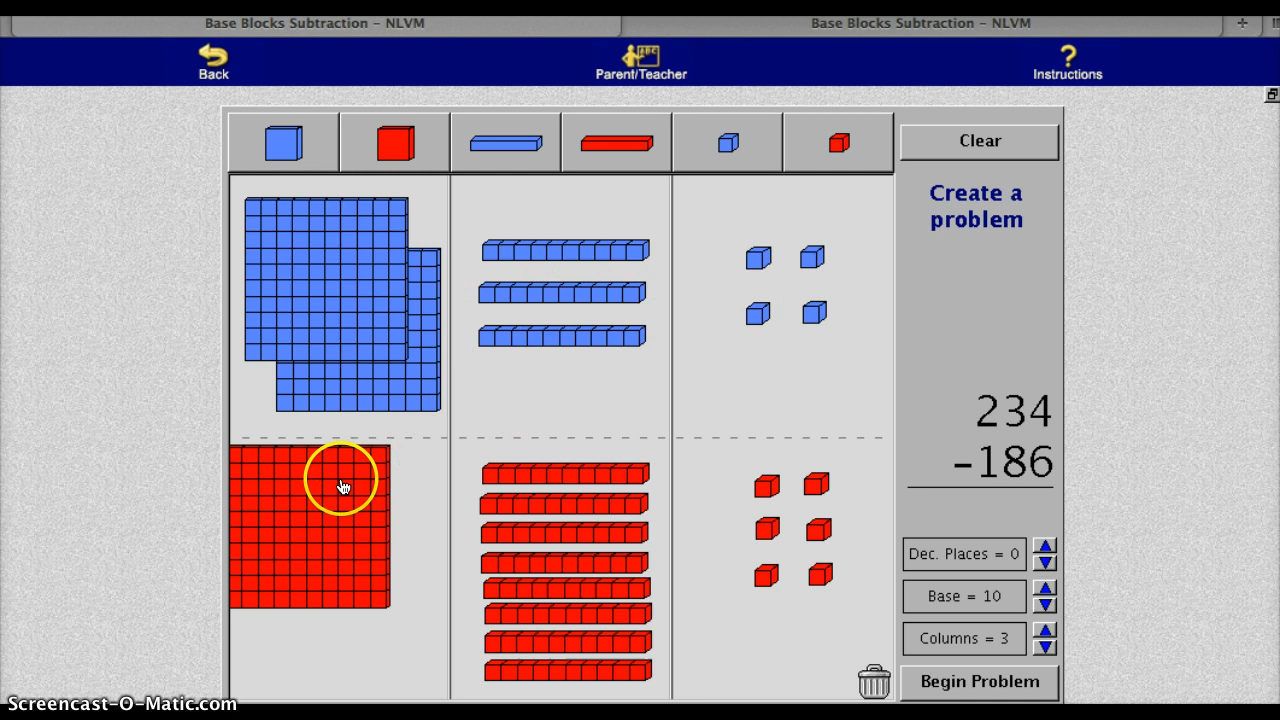 Base Blocks Subtraction – NLVM
Base Blocks Subtraction – NLVM
+
Back
ABC
Parent/Teacher
?
Instructions
Clear
Create a
problem
234
-186
Dec. Places = 0
Base = 10
Columns = 3
Begin Problem
Screencast-O-Matic.com